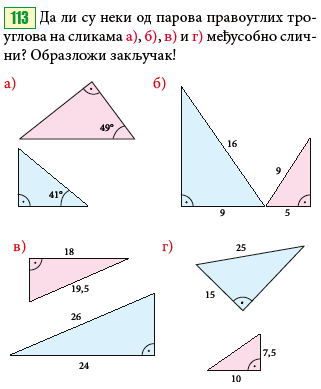 113 Да ли су неки од парова правоуглих тро-
углова на сликама а), б), в) и г) међусобно слич-
ни? Образложи закључак!
а)
49°
41°
б)
16
9
9
5
в)
18
19,5
26
24
г)
25
15
7,5
10